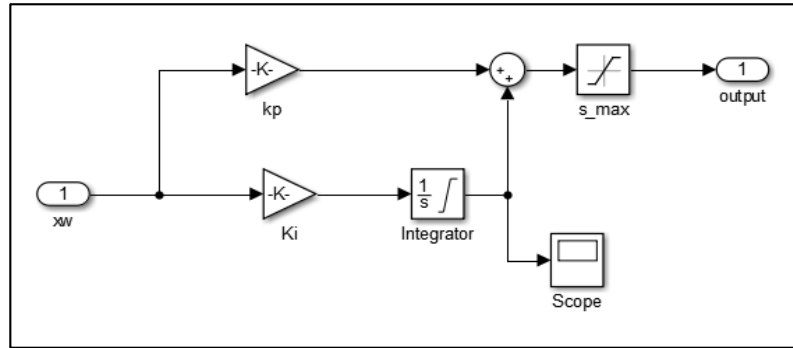 -K-
kp
+
+
s_max
1
output
1
xw
-K-
Ki
1
s
Integrator
Scope